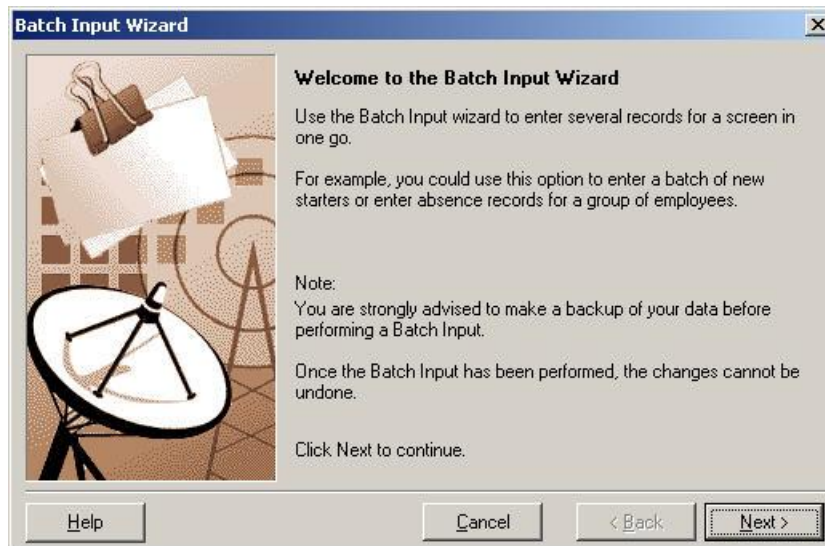 Batch Input Wizard
Welcome to the Batch Input Wizard
Use the Batch Input wizard to enter several records for a screen in
one go.
For example, you could use this option to enter a batch of new
starters or enter absence records for a group of employees.
Note:
You are strongly advised to make a backup of your data before
performing a Batch Input.
Once the Batch Input has been performed, the changes cannot be
undone.
Click Next to continue.
Help
Cancel
< Back
Next >